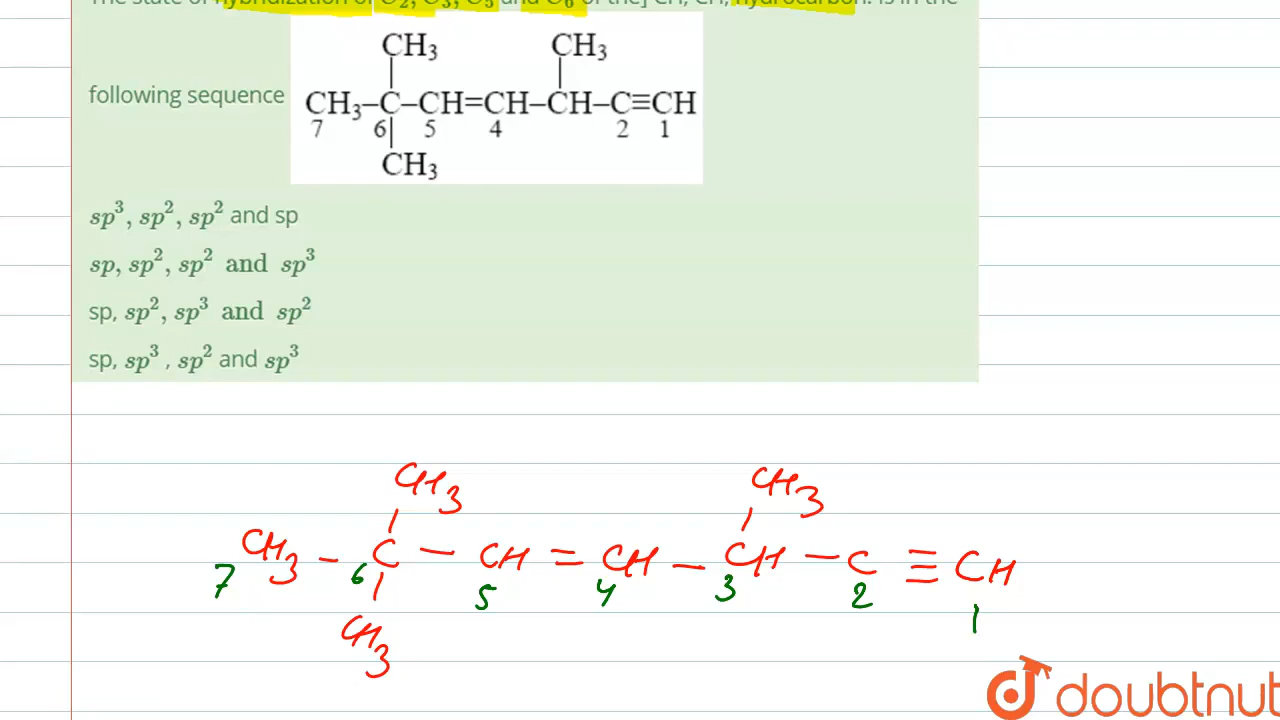 The state of hybridization of C₂, C₃, C₅ and C₆ of the] CH, CH, hydrocarbon. Is in the
CH₃ CH₃
following sequence CH₃–C–CH=CH–CH–C≡CH
7 6 5 4 2 1
CH₃
sp³, sp², sp² and sp
sp, sp², sp² and sp³
sp, sp², sp³ and sp²
sp, sp³ , sp² and sp³
CH3 CH3
CH3 – C – CH = CH – CH – C ≡ CH
7 6 5 4 3 2 1
CH3
doubtnut